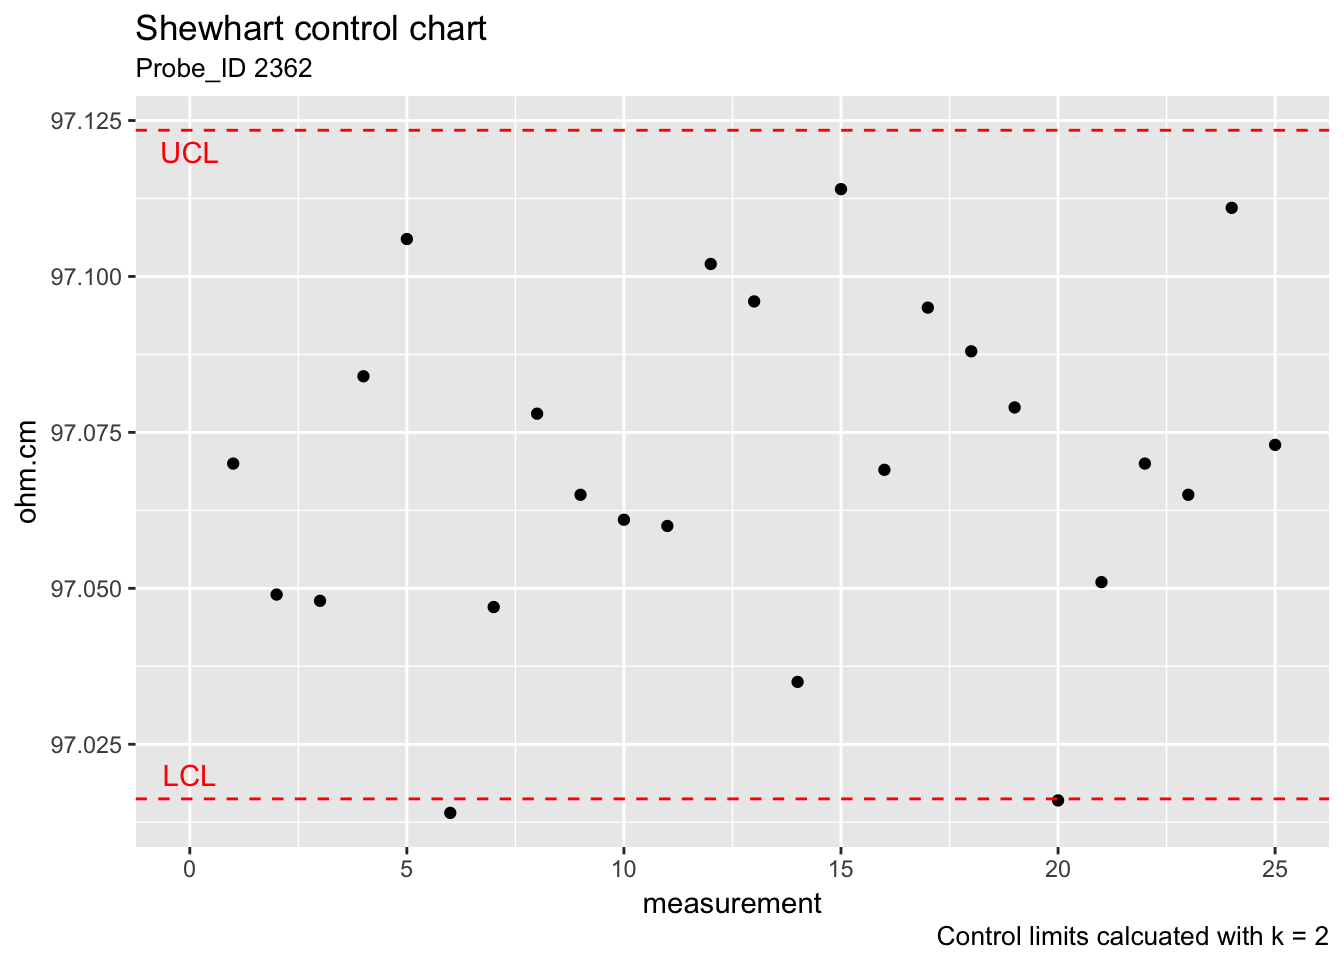 Shewhart control chart
Probe_ID 2362
97.125
UCL
97.100
97.075
ohm.cm
97.050
97.025
LCL
0 5 10 15 20 25
measurement
Control limits calcuated with k = 2